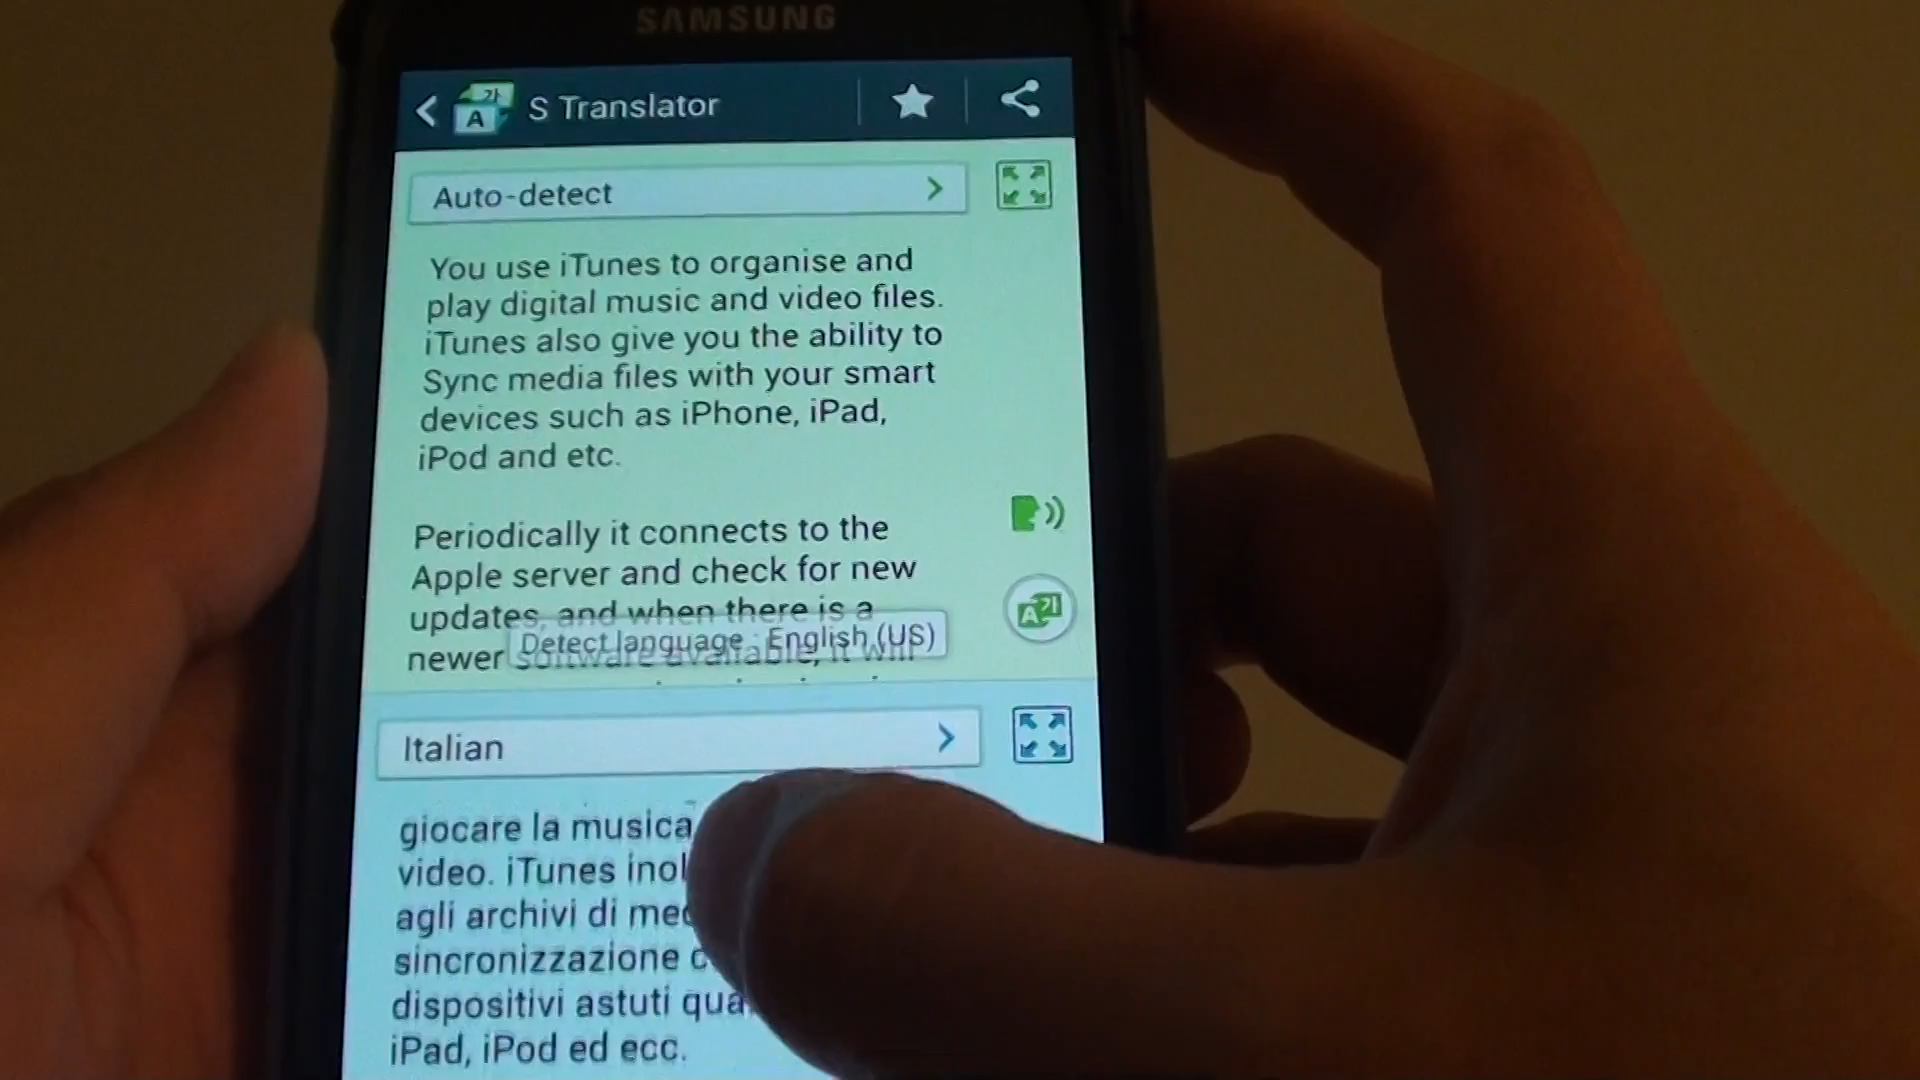 SAMSUNG
S Translator
Auto-detect
You use iTunes to organise and
play digital music and video files.
iTunes also give you the ability to
Sync media files with your smart
devices such as iPhone, iPad,
iPod and etc.
Periodically it connects to the
Apple server and check for new
updates, and when there is a
newer software available, it will
Detect language : English (US)
Italian
giocare la musica
video. iTunes
agli archivi di
sincronizzazione
dispositivi astuti
iPad, iPod ed ecc.